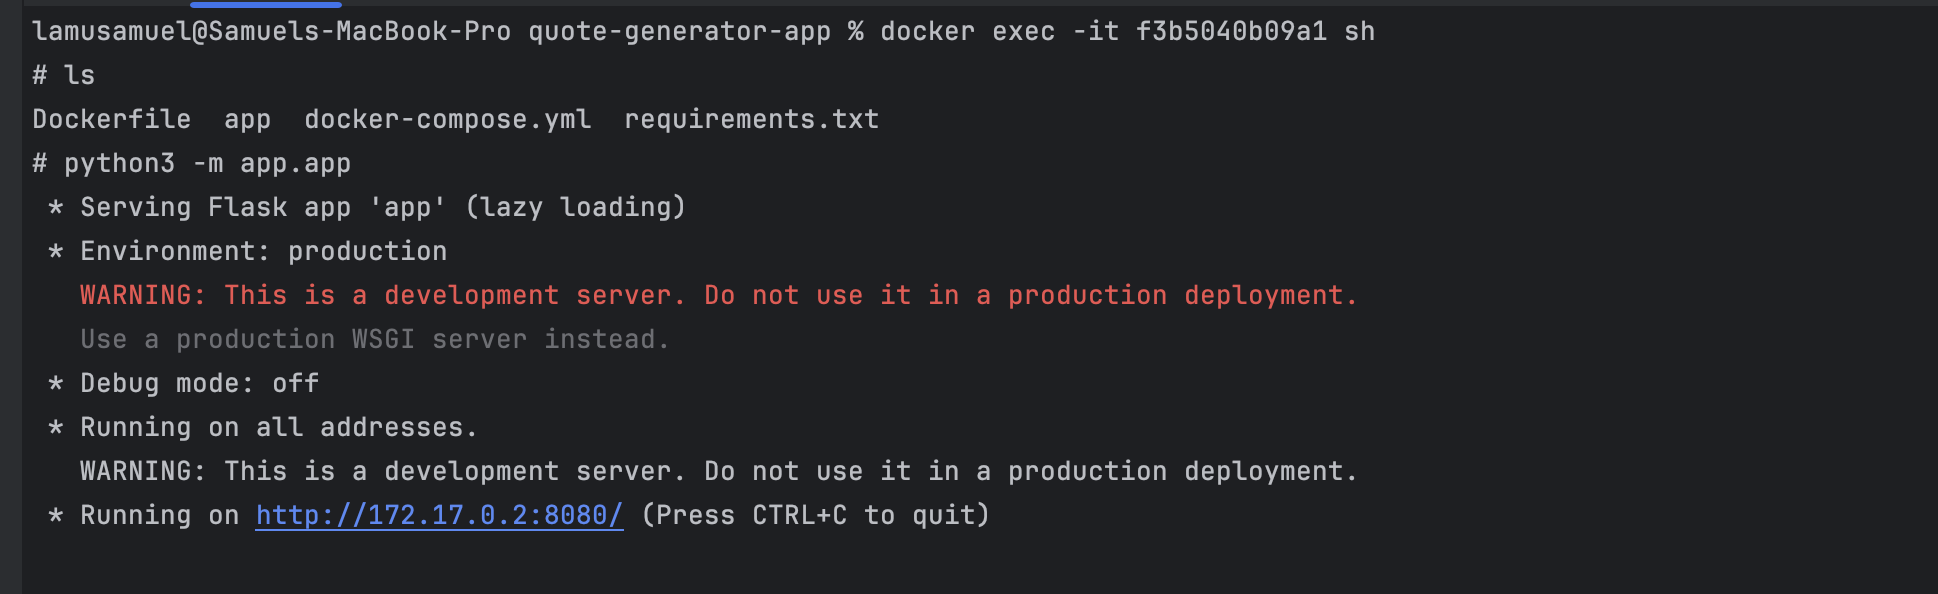 lamusamuel@Samuels-MacBook-Pro quote-generator-app % docker exec -it f3b5040b09a1 sh
# ls
Dockerfile  app  docker-compose.yml  requirements.txt
# python3 -m app.app
 * Serving Flask app 'app' (lazy loading)
 * Environment: production
   WARNING: This is a development server. Do not use it in a production deployment.
   Use a production WSGI server instead.
 * Debug mode: off
 * Running on all addresses.
   WARNING: This is a development server. Do not use it in a production deployment.
 * Running on http://172.17.0.2:8080/ (Press CTRL+C to quit)